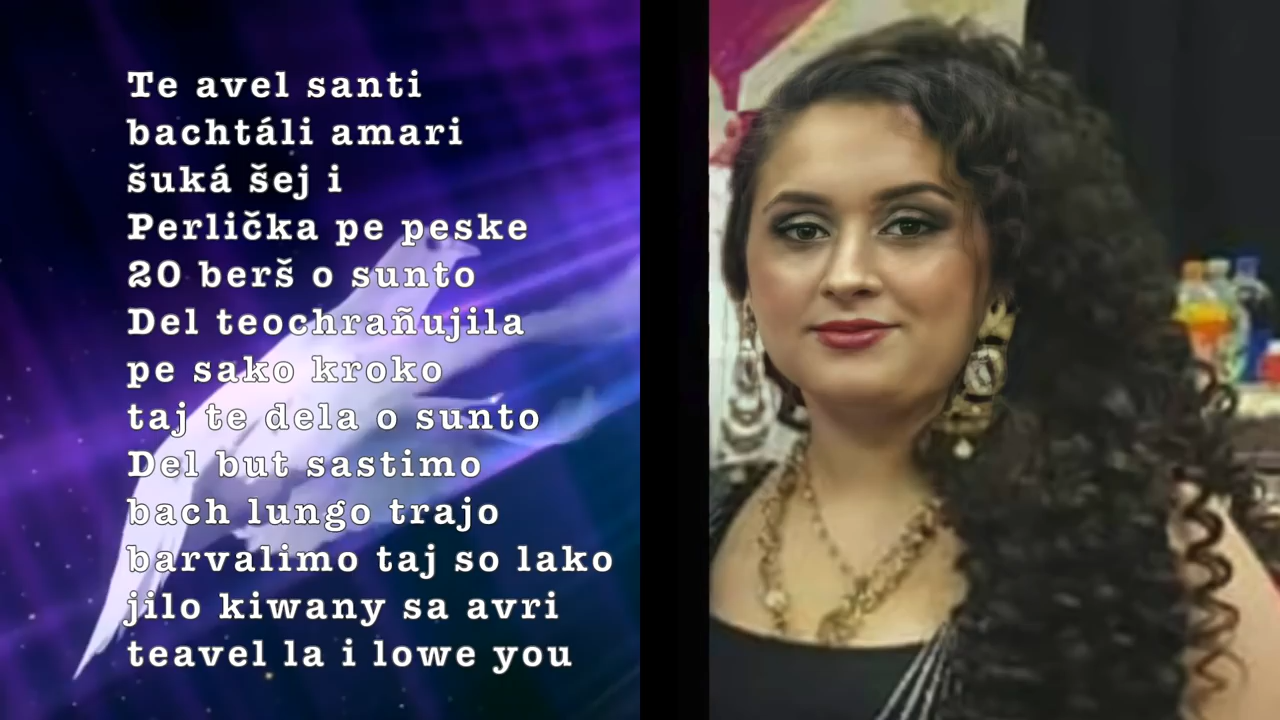 Te avel santi
bachtáli amari
šuká šej i
Perlička pe peske
20 berš o sunto
Del teochrañujila
pe sako kroko
taj te dela o sunto
Del but sastimo
bach lungo trajo
barvalimo taj so lako
jilo kiwany sa avri
teavel la i lowe you